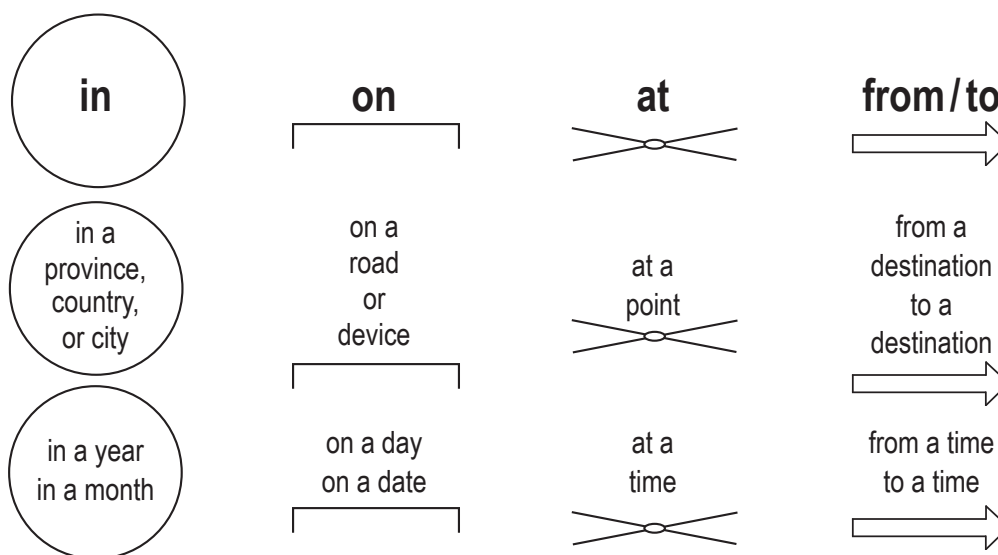 in
on
at
from / to
in a
province,
country,
or city
on a
road
or
device
at a
point
from a
destination
to a
destination
in a year
in a month
on a day
on a date
at a
time
from a time
to a time